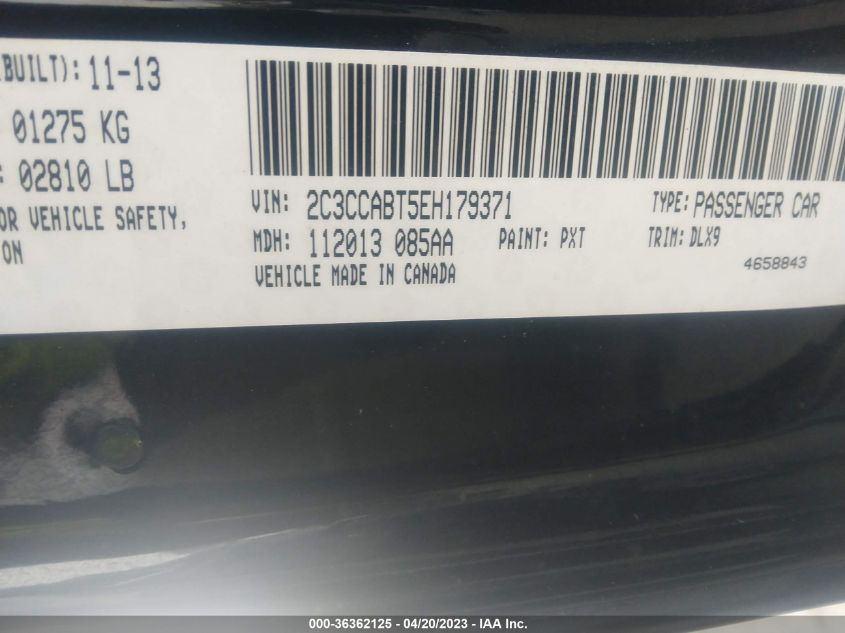 (BUILT): 11-13
01275 KG
: 02810 LB
OR VEHICLE SAFETY,
ON
VIN: 2C3CCABT5EH179371 TYPE: PASSENGER CAR
MDH: 112013 085AA PAINT: PXT TRIM: DLX9
VEHICLE MADE IN CANADA 4658843
000-36362125 - 04/20/2023 - IAA Inc.